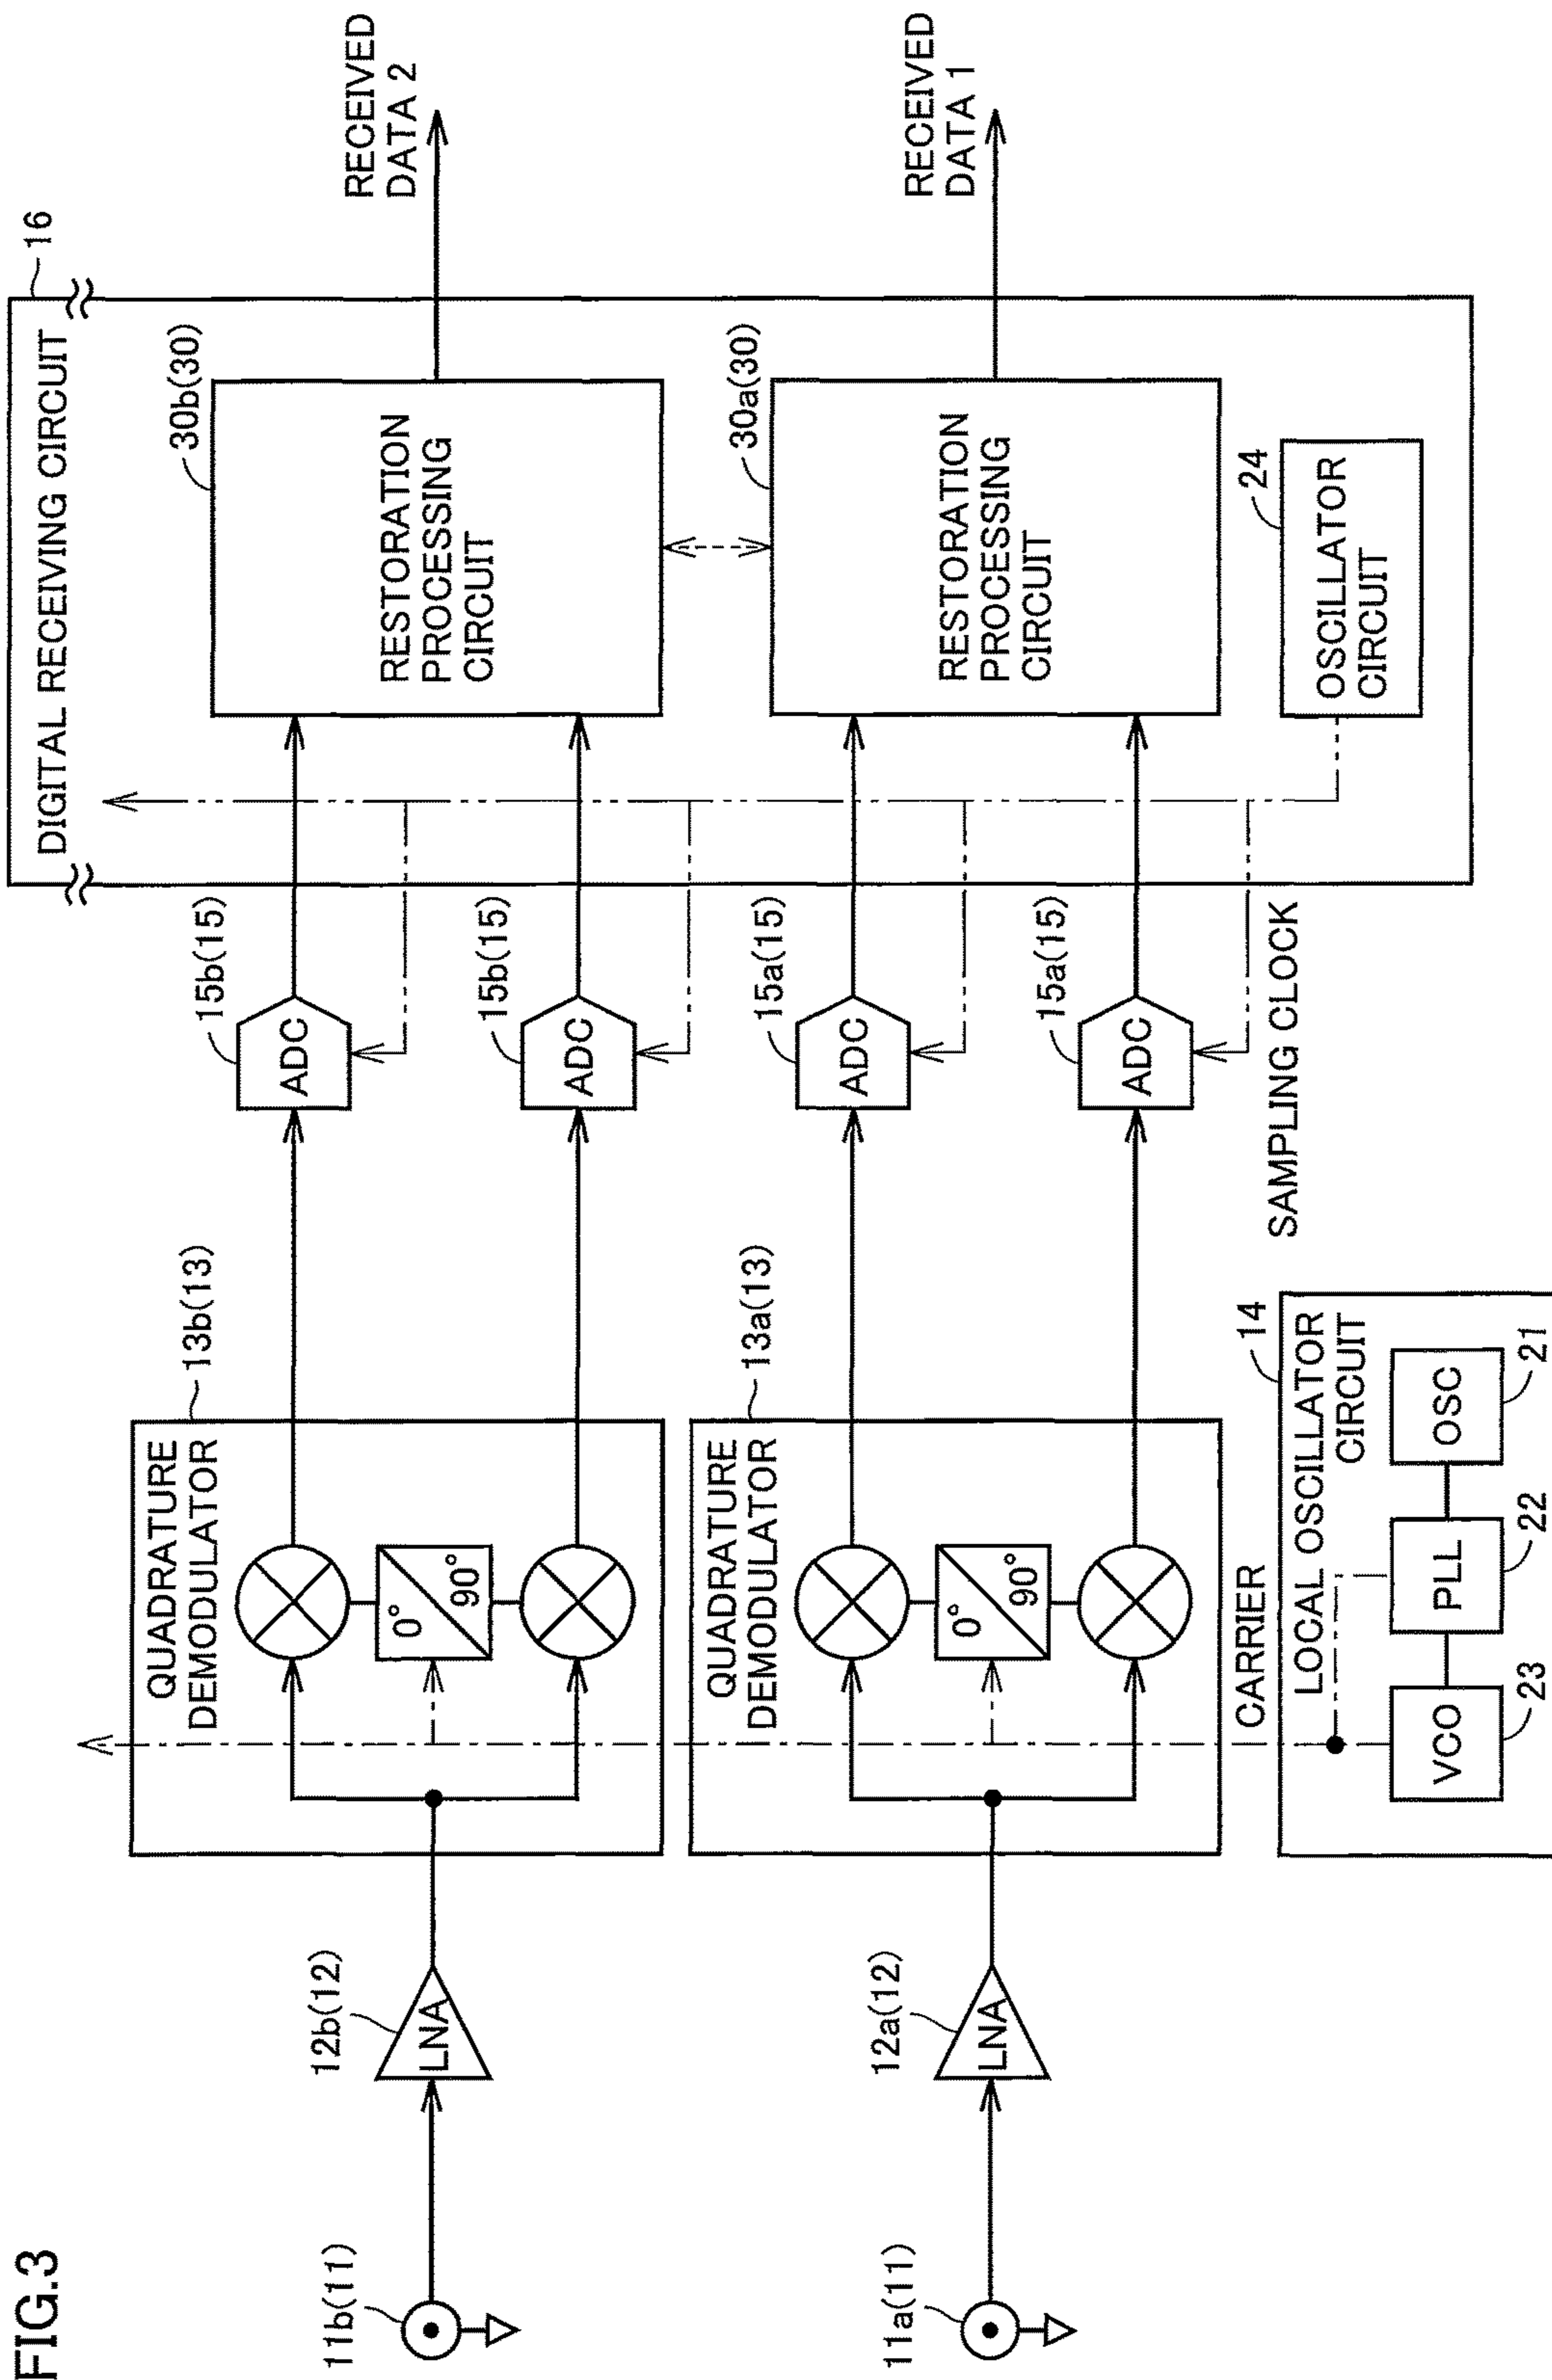 FIG.3
DIGITAL RECEIVING CIRCUIT
16
11b(11)
12b(12)
LNA
QUADRATURE
DEMODULATOR
13b(13)
0°
90°
15b(15)
ADC
15b(15)
ADC
30b(30)
RESTORATION
PROCESSING
CIRCUIT
RECEIVED
DATA 2
11a(11)
12a(12)
LNA
QUADRATURE
DEMODULATOR
13a(13)
0°
90°
15a(15)
ADC
15a(15)
ADC
30a(30)
RESTORATION
PROCESSING
CIRCUIT
RECEIVED
DATA 1
CARRIER
14
LOCAL OSCILLATOR
CIRCUIT
VCO
PLL
OSC
23
22
21
SAMPLING CLOCK
24
OSCILLATOR
CIRCUIT